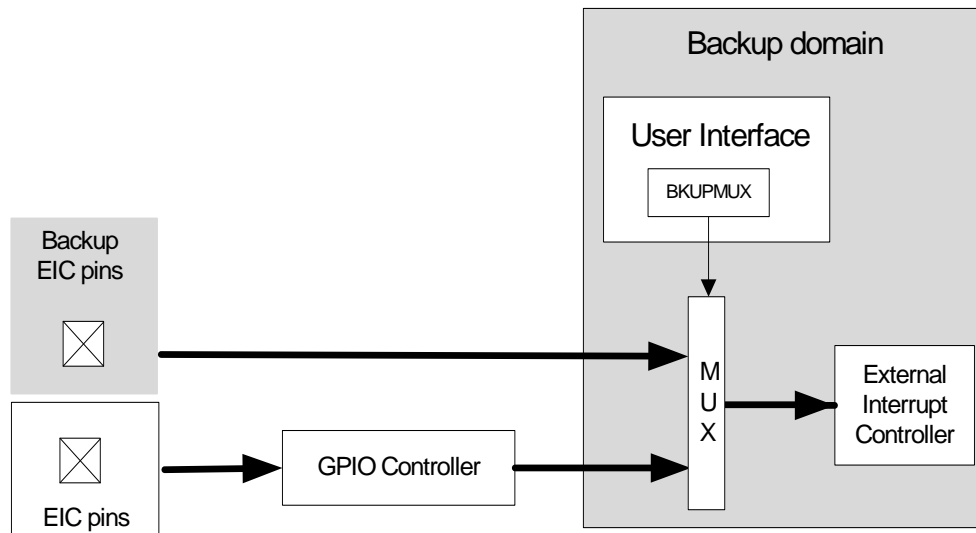 Backup domain
User Interface
BKUPMUX
Backup
EIC pins
M
U
X
External
Interrupt
Controller
GPIO Controller
EIC pins